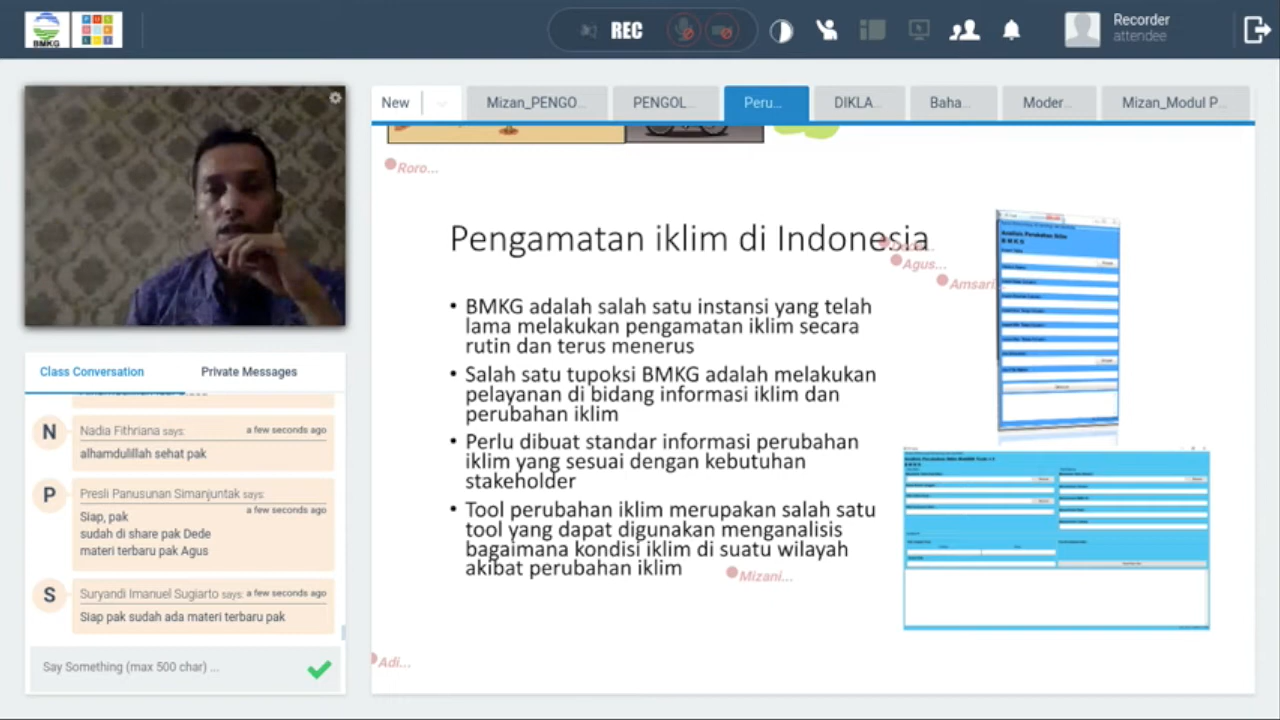 BMKG
REC
Recorder
attendee
New
Mizan_PENGO...
PENGOL...
Peru...
DIKLA...
Baha...
Moder...
Mizan_Modul P...
Roro...
Pengamatan iklim di Indonesia
Agus...
Amsari...
• BMKG adalah salah satu instansi yang telah
lama melakukan pengamatan iklim secara
rutin dan terus menerus
• Salah satu tupoksi BMKG adalah melakukan
pelayanan di bidang informasi iklim dan
perubahan iklim
• Perlu dibuat standar informasi perubahan
iklim yang sesuai dengan kebutuhan
stakeholder
• Tool perubahan iklim merupakan salah satu
tool yang dapat digunakan menganalisis
bagaimana kondisi iklim di suatu wilayah
akibat perubahan iklim
Mizani...
Adi...
Analisis Perubahan Iklim
BMKG
Class Conversation
Private Messages
N
Nadia Fithriana says:
a few seconds ago
alhamdulillah sehat pak
P
Presli Panusunan Simanjuntak says:
a few seconds ago
Siap, pak
sudah di share pak Dede
materi terbaru pak Agus
S
Suryandi Imanuel Sugiarto says:
a few seconds ago
Siap pak sudah ada materi terbaru pak
Say Something (max 500 char) ...